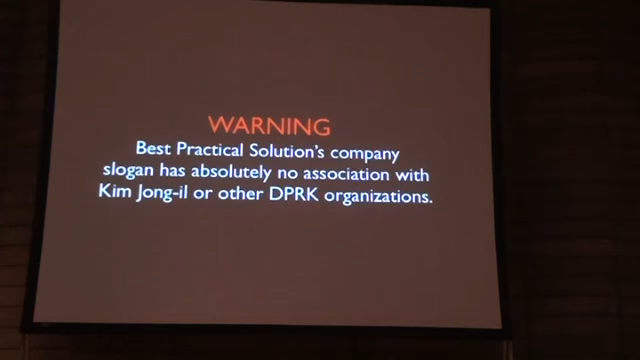 WARNING
Best Practical Solution's company
slogan has absolutely no association with
Kim Jong-il or other DPRK organizations.